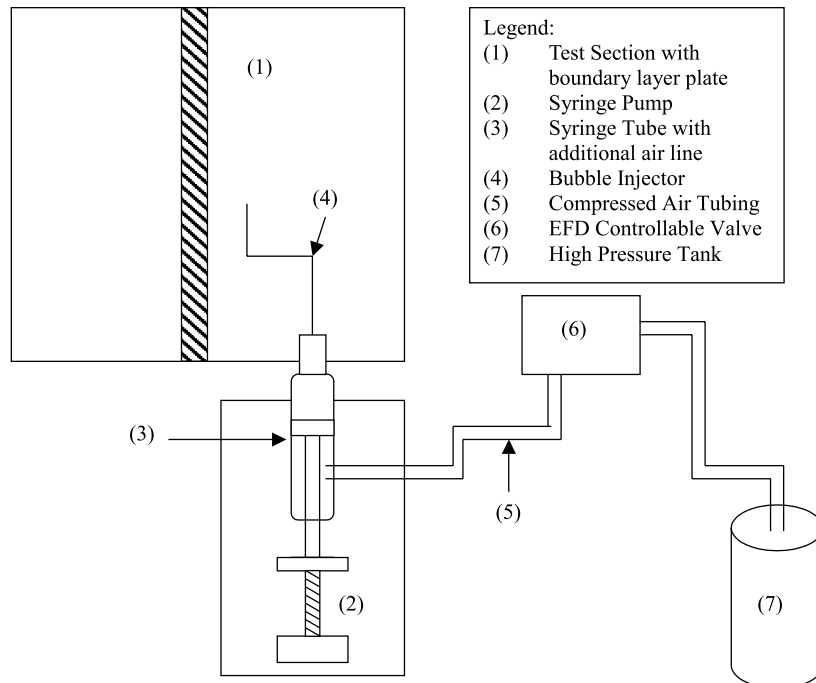 Legend:
(1) Test Section with
boundary layer plate
(2) Syringe Pump
(3) Syringe Tube with
additional air line
(4) Bubble Injector
(5) Compressed Air Tubing
(6) EFD Controllable Valve
(7) High Pressure Tank
(1)
(4)
(6)
(3)
(5)
(2)
(7)